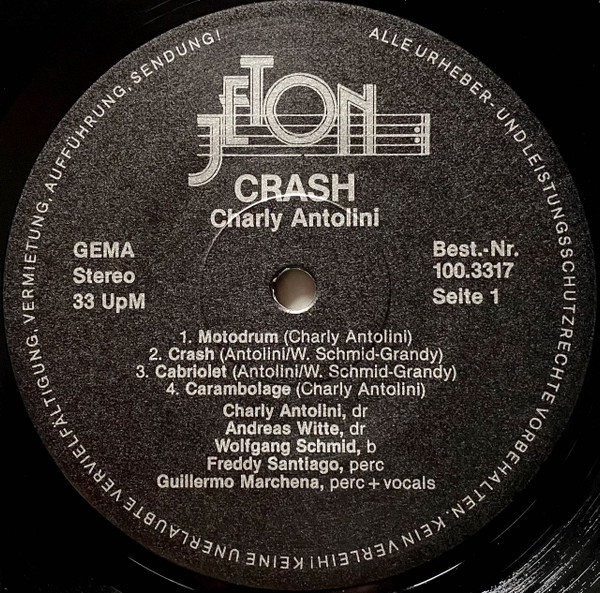 ALLE URHEBER- UND LEISTUNGSSCHUTZRECHTE VORBEHALTEN. KEIN VERLEIH! KEINE UNERLAUBTE VERVIELFÄLTIGUNG, VERMIETUNG, AUFFÜHRUNG, SENDUNG!
JETON
CRASH
Charly Antolini
GEMA
Stereo
33 UpM
Best.-Nr.
100.3317
Seite 1
1. Motodrum (Charly Antolini)
2. Crash (Antolini/W. Schmid-Grandy)
3. Cabriolet (Antolini/W. Schmid-Grandy)
4. Carambolage (Charly Antolini)
Charly Antolini, dr
Andreas Witte, dr
Wolfgang Schmid, b
Freddy Santiago, perc
Guillermo Marchena, perc + vocals